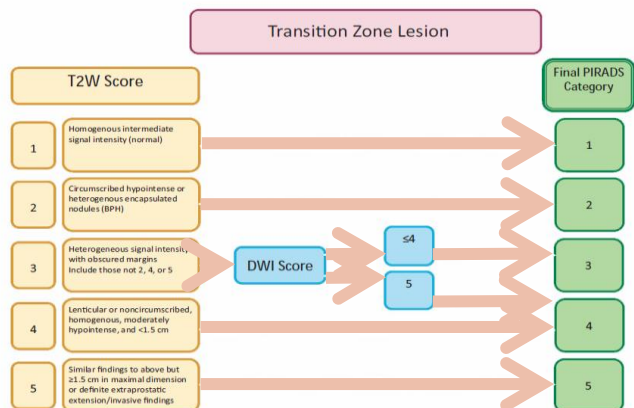 Transition Zone Lesion
T2W Score
Final PIRADS
Category
1
Homogenous intermediate
signal intensity (normal)
1
2
Circumscribed hypointense or
heterogenous encapsulated
nodules (BPH)
2
3
Heterogeneous signal intensity
with obscured margins
Include those not 2, 4, or 5
DWI Score
≤4
5
3
4
Lenticular or noncircumscribed,
homogenous, moderately
hypointense, and <1.5 cm
4
5
Similar findings to above but
≥1.5 cm in maximal dimension
or definite extraprostatic
extension/invasive findings
5